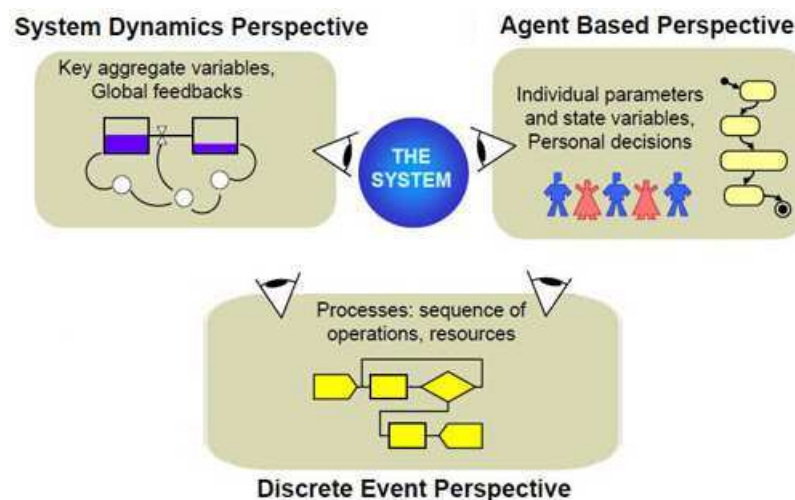 System Dynamics Perspective
Key aggregate variables,
Global feedbacks
THE
SYSTEM
Agent Based Perspective
Individual parameters
and state variables,
Personal decisions
Processes: sequence of
operations, resources
Discrete Event Perspective